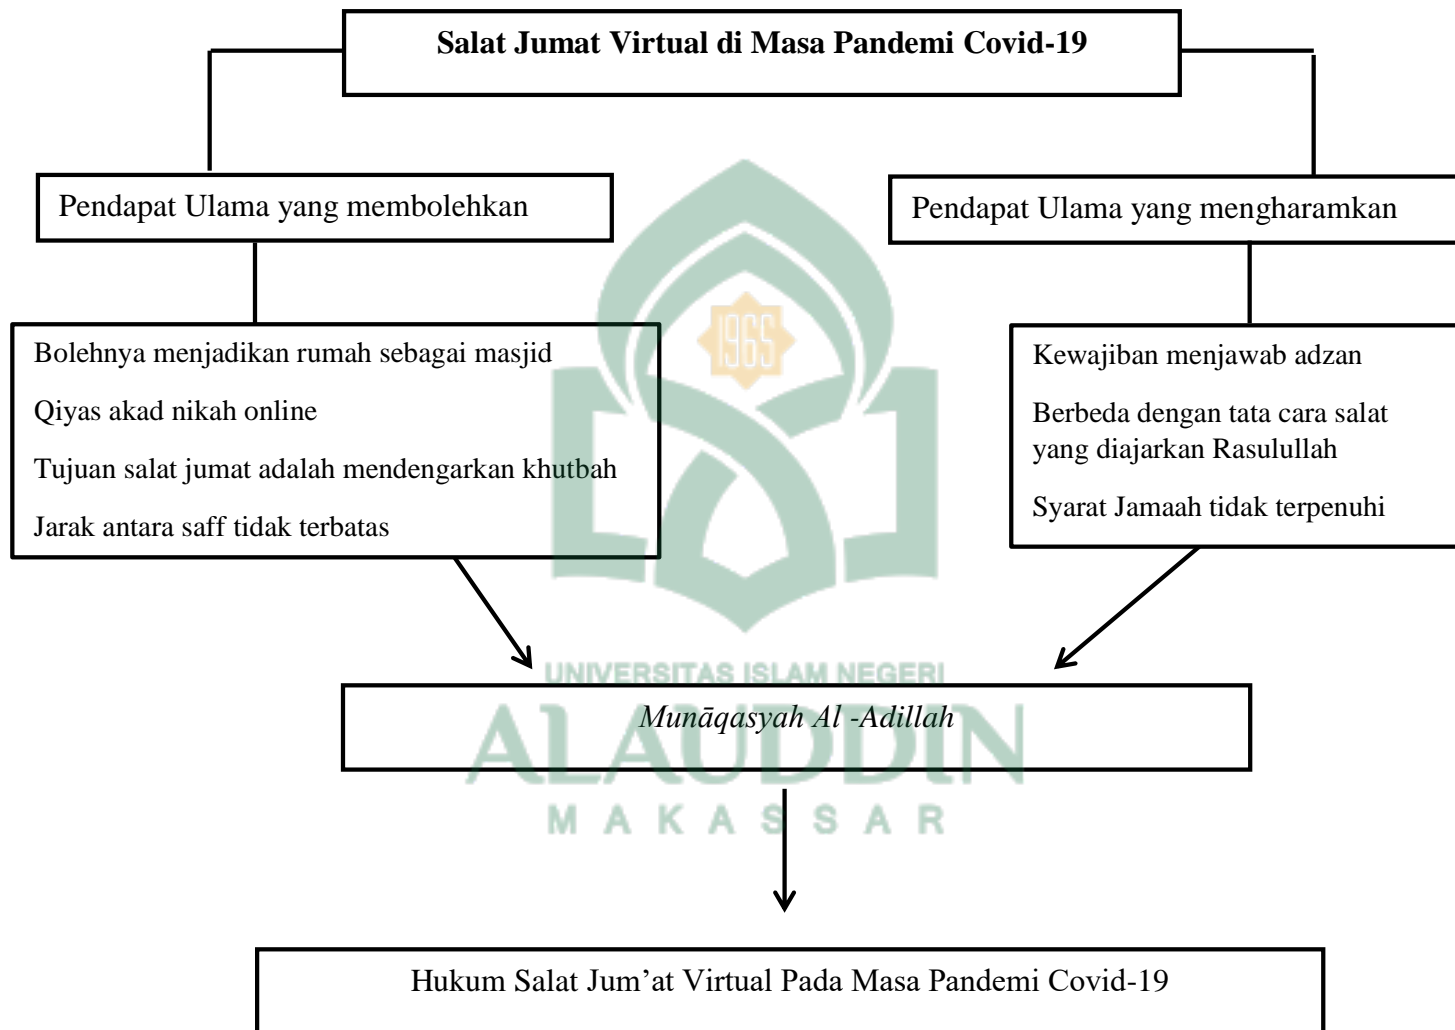 Salat Jumat Virtual di Masa Pandemi Covid-19
Pendapat Ulama yang membolehkan
Pendapat Ulama yang mengharamkan
Bolehnya menjadikan rumah sebagai masjid
Qiyas akad nikah online
Tujuan salat jumat adalah mendengarkan khutbah
Jarak antara saff tidak terbatas
Kewajiban menjawab adzan
Berbeda dengan tata cara salat
yang diajarkan Rasulullah
Syarat Jamaah tidak terpenuhi
1965
UNIVERSITAS ISLAM NEGERI
ALAUDDIN
MAKASSAR
Munāqasyah Al -Adillah
Hukum Salat Jum’at Virtual Pada Masa Pandemi Covid-19